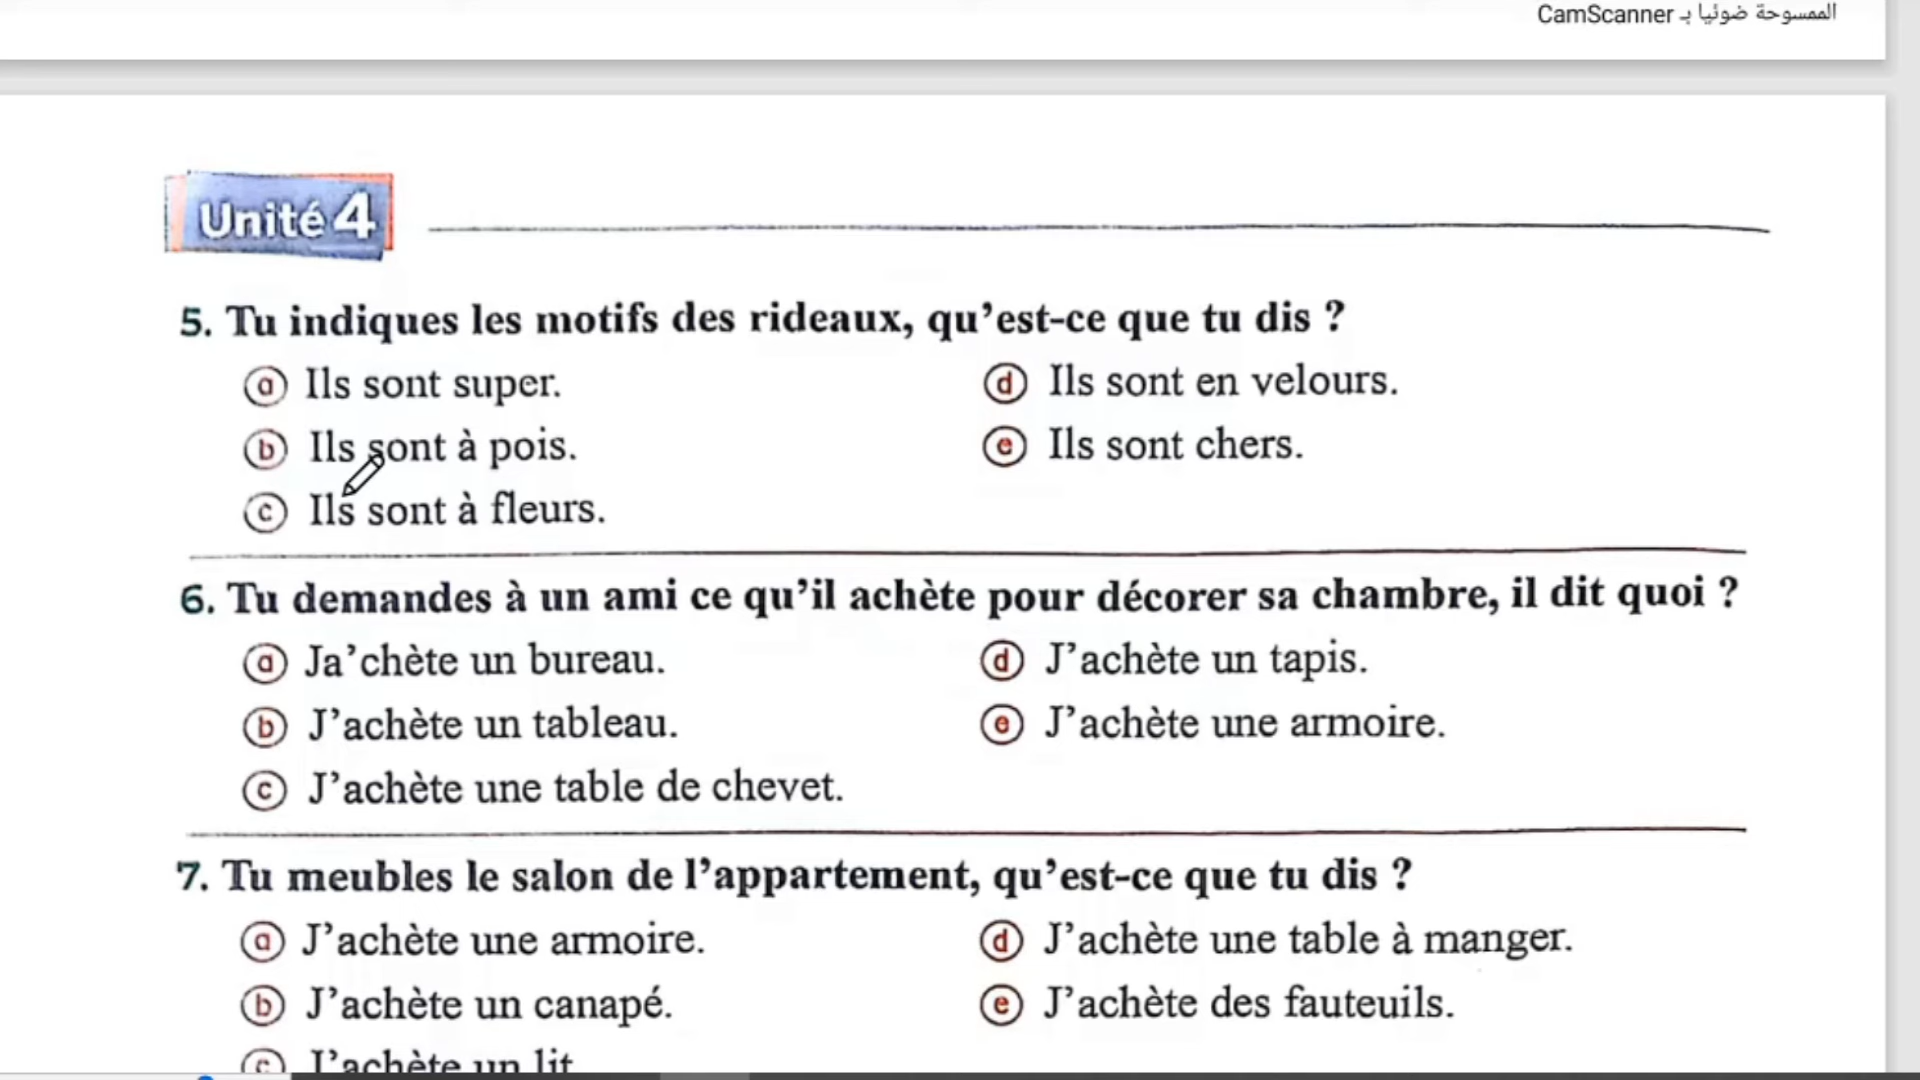 الممسوحة ضوئيا بـ CamScanner
Unité 4
5. Tu indiques les motifs des rideaux, qu’est-ce que tu dis ?
ⓐ Ils sont super.
ⓑ Ils sont à pois.
ⓒ Ils sont à fleurs.
ⓓ Ils sont en velours.
ⓔ Ils sont chers.
6. Tu demandes à un ami ce qu’il achète pour décorer sa chambre, il dit quoi ?
ⓐ Ja’chète un bureau.
ⓑ J’achète un tableau.
ⓒ J’achète une table de chevet.
ⓓ J’achète un tapis.
ⓔ J’achète une armoire.
7. Tu meubles le salon de l’appartement, qu’est-ce que tu dis ?
ⓐ J’achète une armoire.
ⓑ J’achète un canapé.
ⓒ J’achète un lit
ⓓ J’achète une table à manger.
ⓔ J’achète des fauteuils.